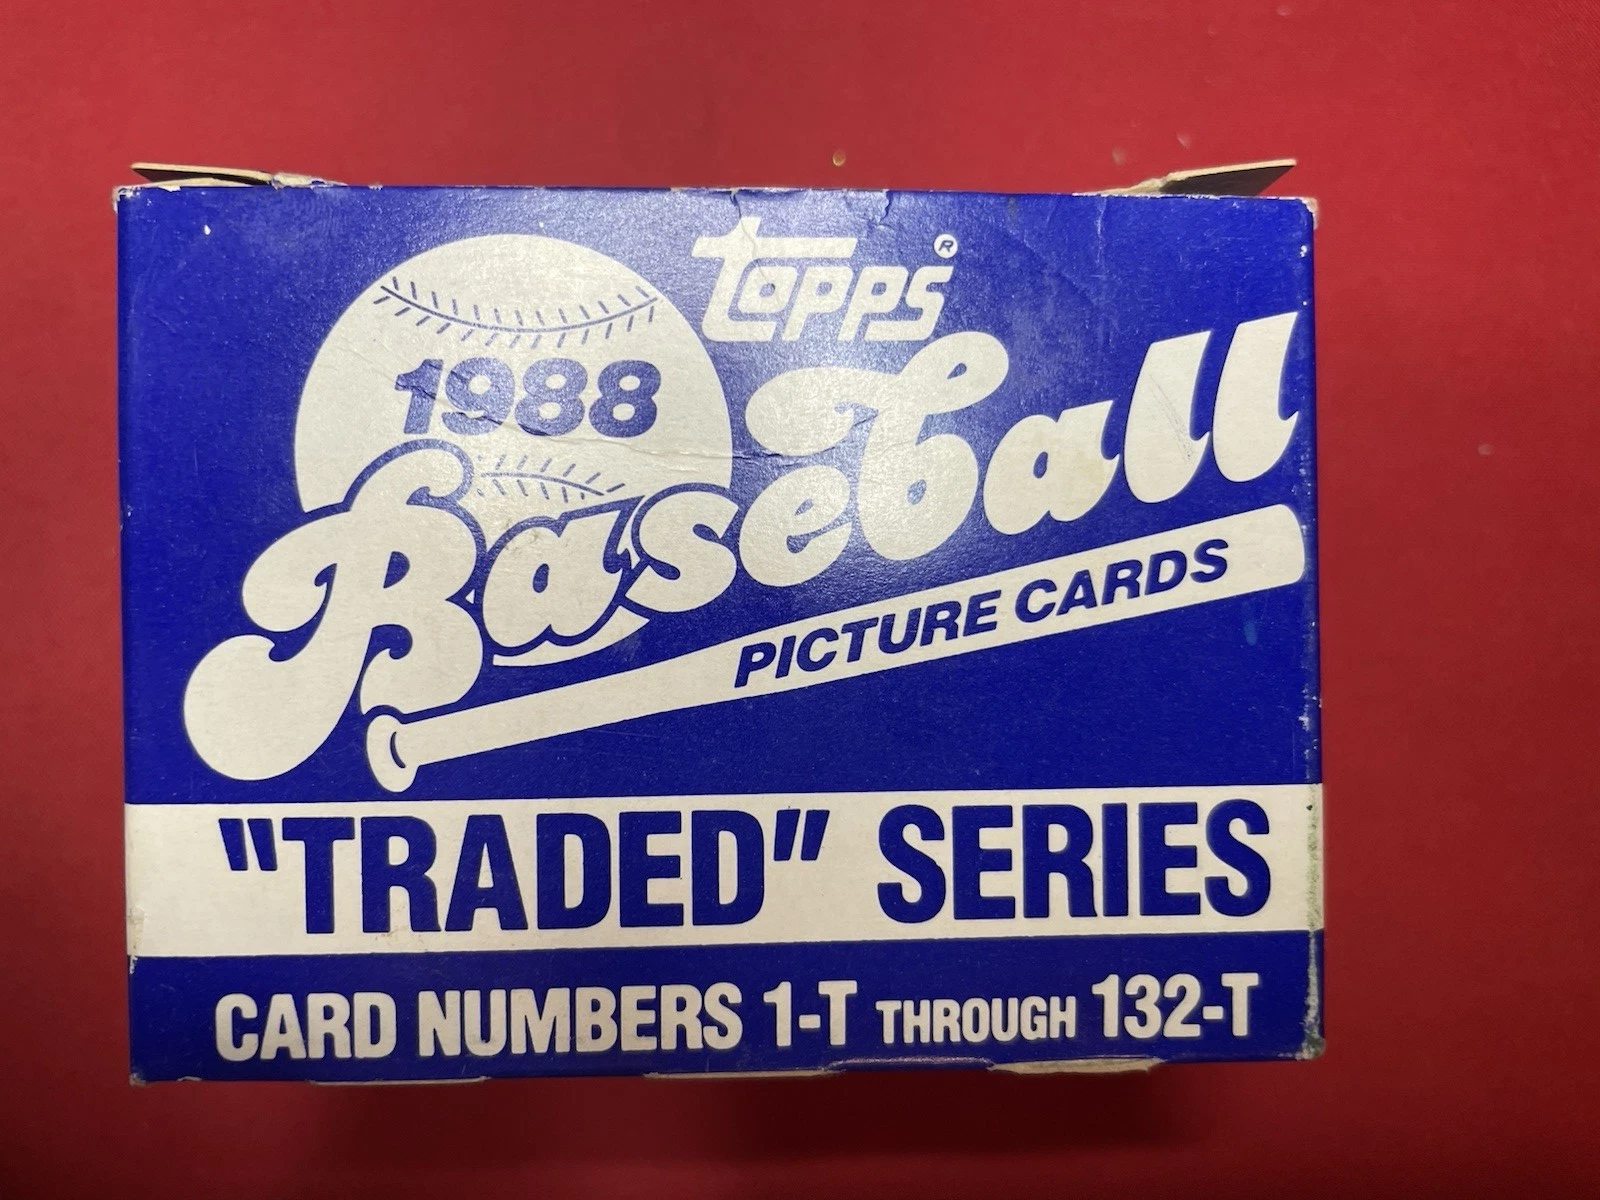 topps®
1988
Baseball
PICTURE CARDS
"TRADED" SERIES
CARD NUMBERS 1-T THROUGH 132-T